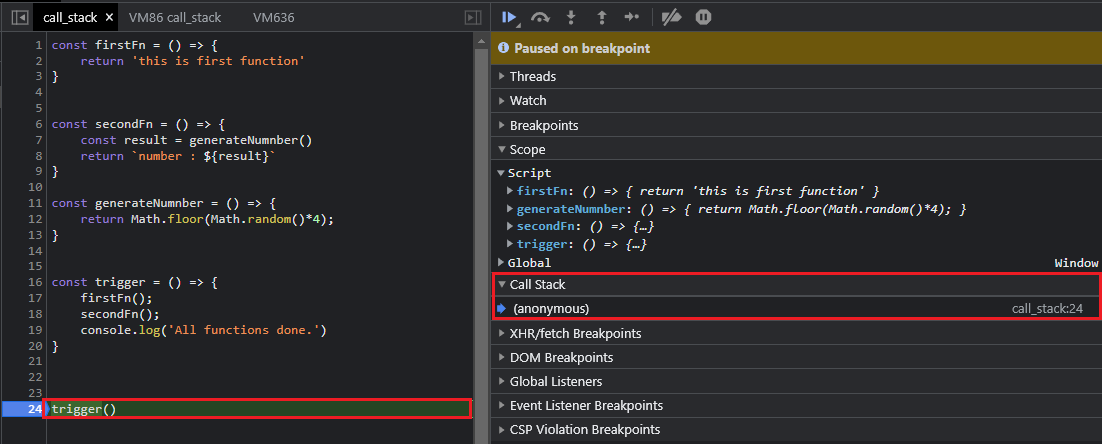 call_stack ×
VM86 call_stack
VM636
1 const firstFn = () => {
2 return 'this is first function'
3 }
4
5
6 const secondFn = () => {
7 const result = generateNumnber()
8 return `number : ${result}`
9 }
10
11 const generateNumnber = () => {
12 return Math.floor(Math.random()*4);
13 }
14
15
16 const trigger = () => {
17 firstFn();
18 secondFn();
19 console.log('All functions done.')
20 }
21
22
23
24 trigger()
Paused on breakpoint
Threads
Watch
Breakpoints
Scope
Script
firstFn: () => { return 'this is first function' }
generateNumnber: () => { return Math.floor(Math.random()*4); }
secondFn: () => {…}
trigger: () => {…}
Global Window
Call Stack
(anonymous) call_stack:24
XHR/fetch Breakpoints
DOM Breakpoints
Global Listeners
Event Listener Breakpoints
CSP Violation Breakpoints